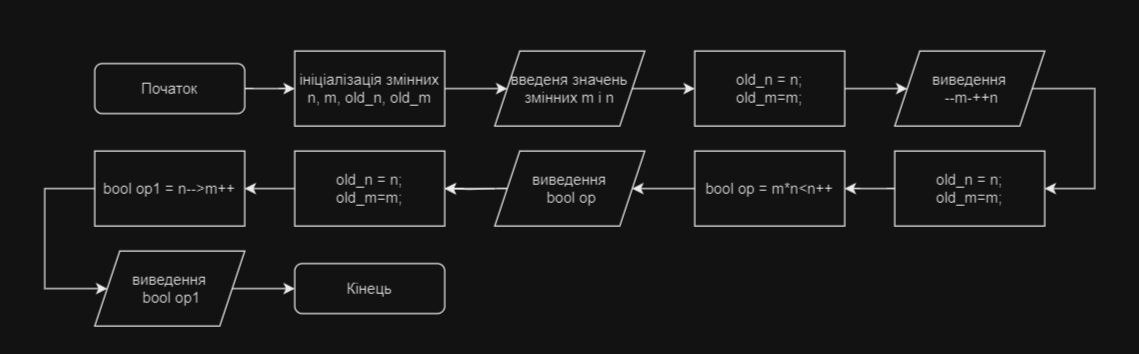 Початок
ініціалізація змінних
n, m, old_n, old_m
введеня значень
змінних m і n
old_n = n;
old_m=m;
виведення
--m-++n
old_n = n;
old_m=m;
bool op = m*n<n++
виведення
bool op
old_n = n;
old_m=m;
bool op1 = n-->m++
виведення
bool op1
Кінець